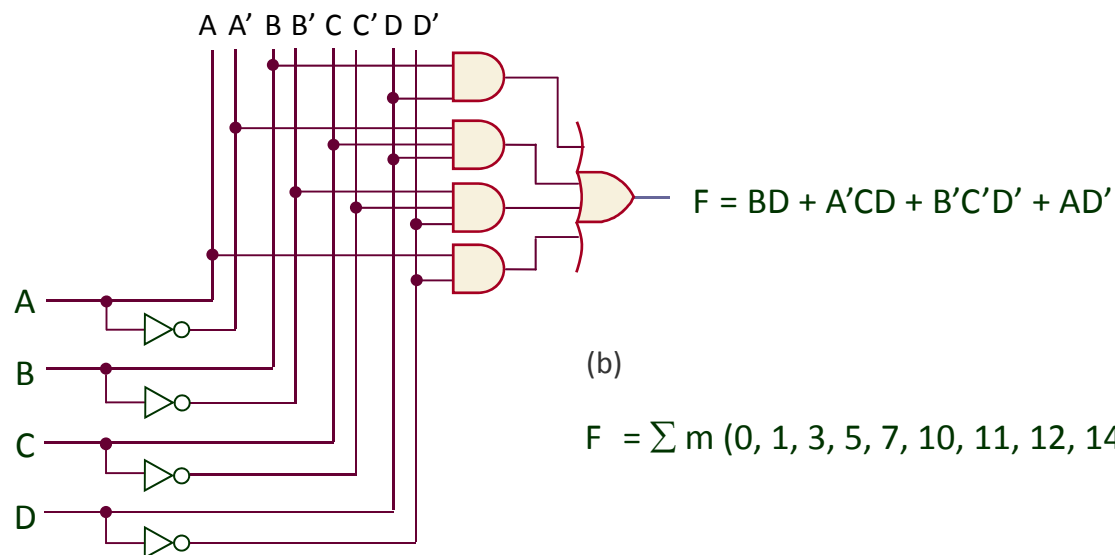 A A' B B' C C' D D'
F = BD + A'CD + B'C'D' + AD'
A
B
(b)
C
F = ∑ m (0, 1, 3, 5, 7, 10, 11, 12, 14
D